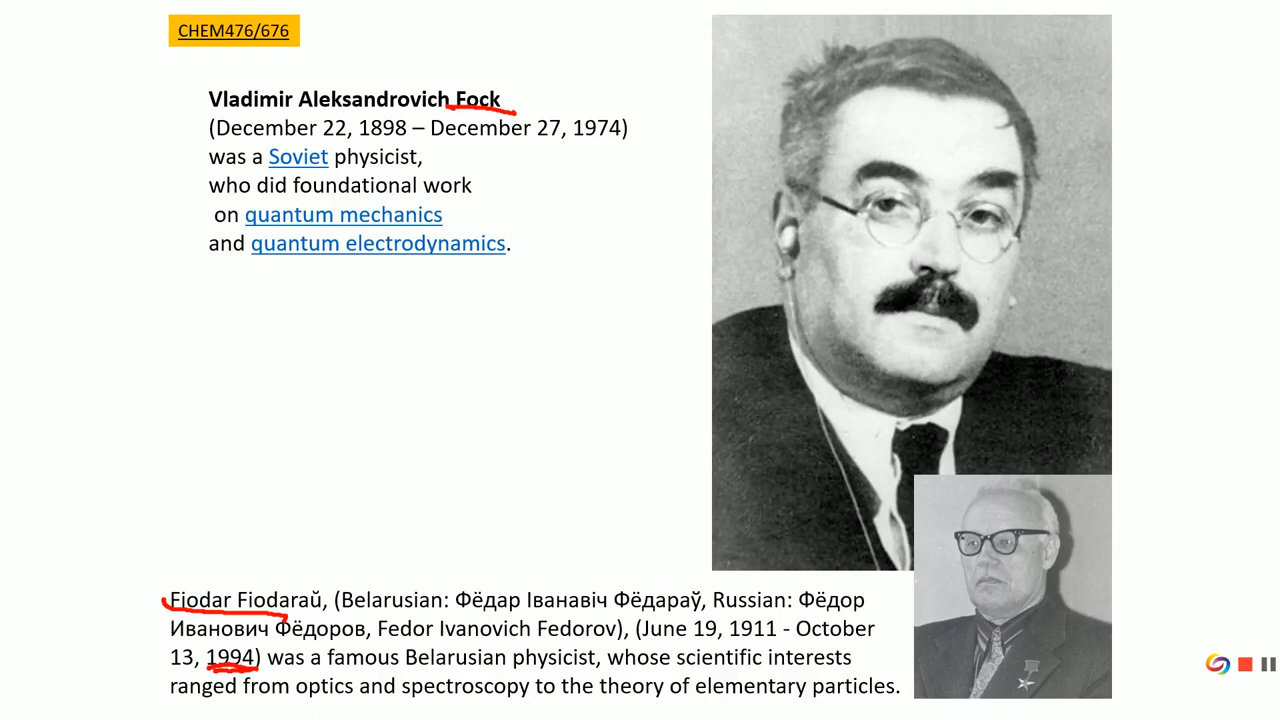 CHEM476/676
Vladimir Aleksandrovich Fock
(December 22, 1898 – December 27, 1974)
was a Soviet physicist,
who did foundational work
on quantum mechanics
and quantum electrodynamics.
Fiodar Fiodaraŭ, (Belarusian: Фёдар Іванавіч Фёдараў, Russian: Фёдор
Иванович Фёдоров, Fedor Ivanovich Fedorov), (June 19, 1911 - October
13, 1994) was a famous Belarusian physicist, whose scientific interests
ranged from optics and spectroscopy to the theory of elementary particles.